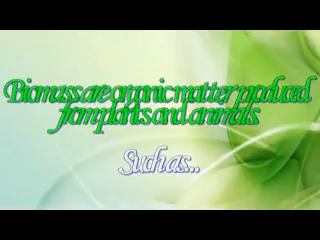 Biomass are organic matter produced
from plants and animals.
Such as...